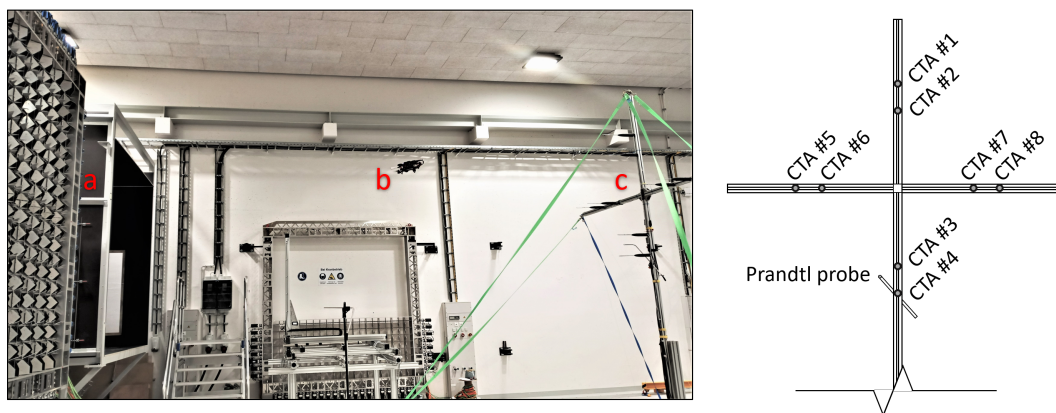 a
b
c
CTA #1
CTA #2
CTA #5
CTA #6
CTA #7
CTA #8
CTA #3
CTA #4
Prandtl probe